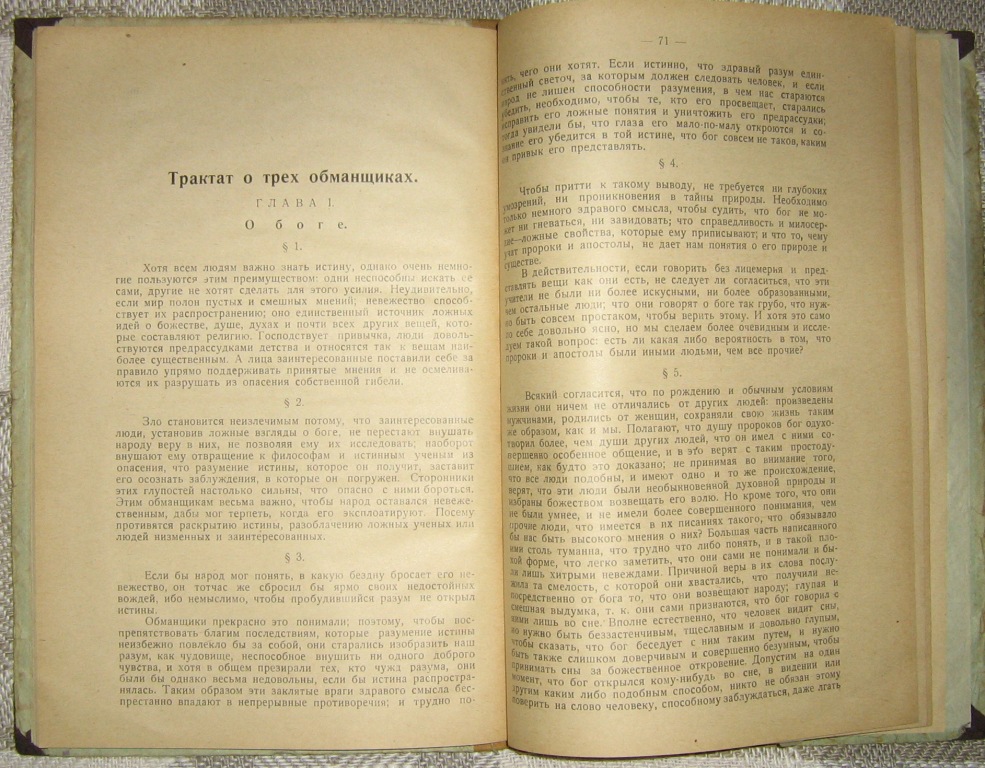 Трактат о трех обманщиках.
ГЛАВА I.
О боге.
§ 1.
Хотя всем людям важно знать истину, однако очень немно-
гие пользуются этим преимуществом: одни неспособны искать ее
сами, другие не хотят сделать для этого усилия. Неудивительно,
если мир полон пустых и смешных мнений; невежество способ-
ствует их распространению; оно единственный источник ложных
идей о божестве, душе, духах и почти всех других вещей, кото-
рые составляют религию. Господствует привычка, люди доволь-
ствуются предрассудками детства и относятся так к вещам наи-
более существенным. А лица заинтересованные поставили себе за
правило упрямо поддерживать принятые мнения и не осмелива-
ются их разрушать из опасения собственной гибели.
§ 2.
Зло становится неизлечимым потому, что заинтересованные
люди, установив ложные взгляды о боге, не перестают внушать
народу веру в них, не позволяя ему их исследовать; наоборот
внушают ему отвращение к философам и истинным ученым из
опасения, что разумение истины, которое он получит, заставит
его осознать заблуждения, в которые он погружен. Сторонники
этих глупостей настолько сильны, что опасно с ними бороться.
Этим обманщикам весьма важно, чтобы народ оставался невеже-
ственным, дабы мог терпеть, когда его эксплоатируют. Посему
противятся раскрытию истины, разоблачению ложных ученых или
людей низменных и заинтересованных.
§ 3.
Если бы народ мог понять, в какую бездну бросает его не-
вежество, он тотчас же сбросил бы ярмо своих недостойных
вождей, ибо немыслимо, чтобы пробудившийся разум не открыл
истины.
Обманщики прекрасно это понимали; поэтому, чтобы вос-
препятствовать благим последствиям, которые разумение истины
неизбежно повлекло бы за собой, они старались изобразить наш
разум, как чудовище, неспособное внушить ни одного доброго
чувства, и хотя в общем презирали тех, кто чужд разума, они
были бы однако весьма недовольны, если бы истина распростра-
нялась. Таким образом эти заклятые враги здравого смысла бес-
престанно впадают в непрерывные противоречия; и трудно по-
— 71 —
чего они хотят. Если истинно, что здравый разум един-
ственный светоч, за которым должен следовать человек, и если
народ не лишен способности разумения, в чем нас стараются
убедить, необходимо, чтобы те, кто его просвещает, старались
исправить его ложные понятия и уничтожить его предрассудки;
тогда увидели бы, что глаза его мало-по-малу откроются и со-
знание его убедится в той истине, что бог совсем не таков, каким
он привык его представлять.
§ 4.
Чтобы притти к такому выводу, не требуется ни глубоких
умозрений, ни проникновения в тайны природы. Необходимо
только немного здравого смысла, чтобы судить, что бог не мо-
жет ни гневаться, ни завидовать; что справедливость и милосер-
дие—ложные свойства, которые ему приписывают; и что то, чему
учат пророки и апостолы, не дает нам понятия о его природе и
существе.
В действительности, если говорить без лицемерья и пред-
ставлять вещи как они есть, не следует ли согласиться, что эти
учители не были ни более искусными, ни более образованными,
чем остальные люди; что они говорят о боге так грубо, что нуж-
но быть совсем простаком, чтобы верить этому. И хотя это само
по себе довольно ясно, но мы сделаем более очевидным и иссле-
дуем такой вопрос: есть ли какая либо вероятность в том, что
пророки и апостолы были иными людьми, чем все прочие?
§ 5.
Всякий согласится, что по рождению и обычным условиям
жизни они ничем не отличались от других людей: произведены
мужчинами, родились от женщин, сохраняли свою жизнь таким
же образом, как и мы. Полагают, что душу пророков бог одухо-
творил более, чем души других людей, что он имел с ними со-
вершенно особенное общение, и в это верят с таким простоду-
шием, как будто это доказано; не принимая во внимание того,
что все люди подобны, и имеют одно и то же происхождение,
верят, что эти люди были необыкновенной духовной природы и
избраны божеством возвещать его волю. Но кроме того, что они
не были умнее, и не имели более совершенного понимания, чем
прочие люди, что имеется в их писаниях такого, что обязывало
бы нас быть высокого мнения о них? Большая часть написанного
ими столь туманна, что трудно что либо понять, и в такой пло-
хой форме, что легко заметить, что они сами не понимали и бы-
ли лишь хитрыми невеждами. Причиной веры в их слова послу-
жила та смелость, с которой они хвастались, что получили не-
посредственно от бога то, что они возвещают народу; глупая и
смешная выдумка, т. к. они сами признаются, что бог говорил с
ними лишь во сне. Вполне естественно, что человек видит сны,
но нужно быть беззастенчивым, тщеславным и довольно глупым,
чтобы сказать, что бог беседует с ним таким путем, и нужно
быть также слишком доверчивым и совершенно безумным, чтобы
принимать сны за божественное откровение. Допустим на один
момент, что бог открылся кому-нибудь во сне, в видении или
другим каким либо подобным способом, никто не обязан этому
поверить на слово человеку, способному заблуждаться, даже лгать